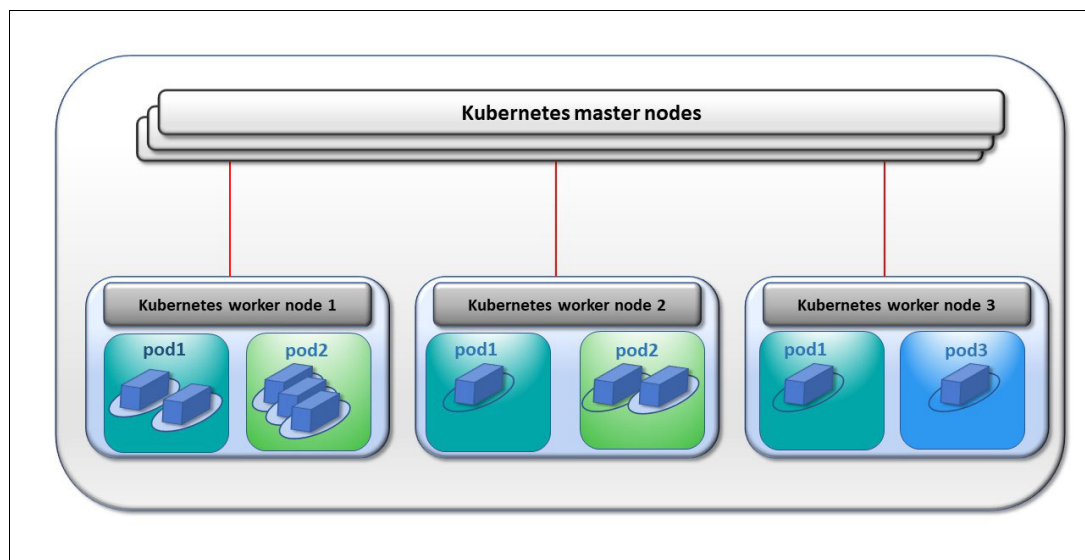 Kubernetes master nodes
Kubernetes worker node 1
Kubernetes worker node 2
Kubernetes worker node 3
pod1
pod2
pod1
pod2
pod1
pod3